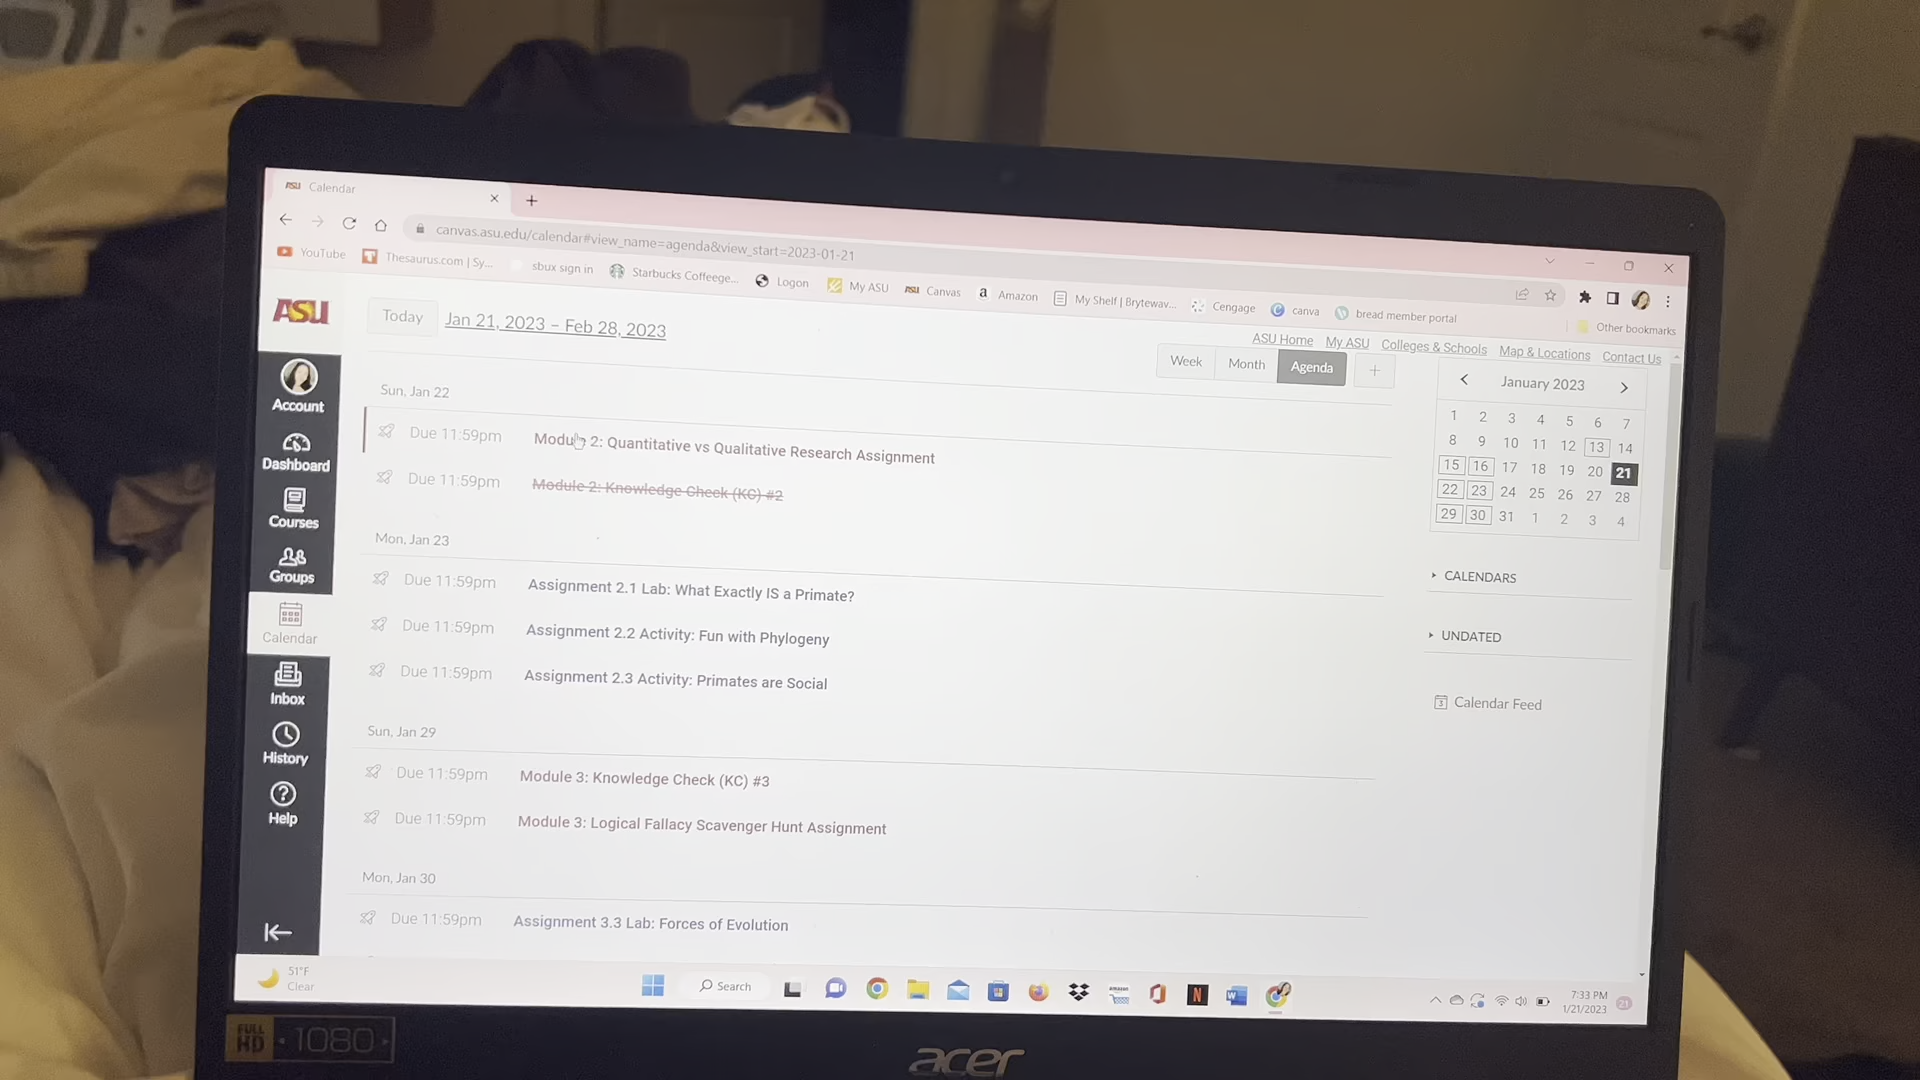 ASU Calendar
canvas.asu.edu/calendar#view_name=agenda&view_start=2023-01-21
YouTube Thesaurus.com | Sy... sbux sign in Starbucks Coffeege... Logon My ASU ASU Canvas a Amazon My Shelf | Brytewav... Cengage canva bread member portal
Other bookmarks
ASU
Today Jan 21, 2023 – Feb 28, 2023
ASU Home My ASU Colleges & Schools Map & Locations Contact Us
Week Month Agenda +
Account
Dashboard
Courses
Groups
Calendar
Inbox
History
Help
Sun, Jan 22
Due 11:59pm Module 2: Quantitative vs Qualitative Research Assignment
Due 11:59pm Module 2: Knowledge Check (KC) #2
Mon, Jan 23
Due 11:59pm Assignment 2.1 Lab: What Exactly IS a Primate?
Due 11:59pm Assignment 2.2 Activity: Fun with Phylogeny
Due 11:59pm Assignment 2.3 Activity: Primates are Social
Sun, Jan 29
Due 11:59pm Module 3: Knowledge Check (KC) #3
Due 11:59pm Module 3: Logical Fallacy Scavenger Hunt Assignment
Mon, Jan 30
Due 11:59pm Assignment 3.3 Lab: Forces of Evolution
January 2023
1 2 3 4 5 6 7
8 9 10 11 12 13 14
15 16 17 18 19 20 21
22 23 24 25 26 27 28
29 30 31 1 2 3 4
CALENDARS
UNDATED
3 Calendar Feed
51°F
Clear
Search
amazon
N
W
7:33 PM
1/21/2023
21
FULL HD 1080
acer